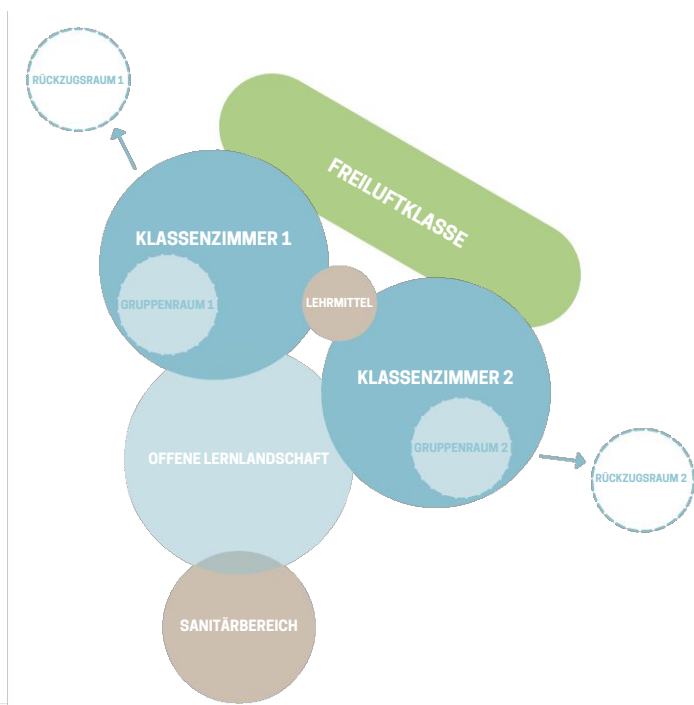 RÜCKZUGSRAUM 1
FREILUFTKLASSE
KLASSENZIMMER 1
GRUPPENRAUM 1
LEHRMITTEL
KLASSENZIMMER 2
GRUPPENRAUM 2
OFFENE LERNLANDSCHAFT
RÜCKZUGSRAUM 2
SANITÄRBEREICH